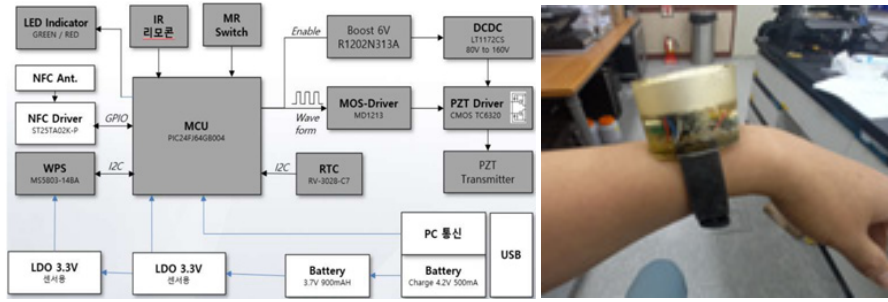 LED Indicator
GREEN / RED
IR
리모콘
MR
Switch
Enable
Boost 6V
R1202N313A
DCDC
LT1172CS
80V to 160V
NFC Ant.
NFC Driver
ST25TA02K-P
GPIO
MCU
PIC24FJ64GB004
Wave
form
MOS-Driver
MD1213
PZT Driver
CMOS TC6320
WPS
MS5803-14BA
I2C
I2C
RTC
RV-3028-C7
PZT
Transmitter
PC 통신
USB
LDO 3.3V
센서용
LDO 3.3V
센서용
Battery
3.7V 900mAH
Battery
Charge 4.2V 500mA